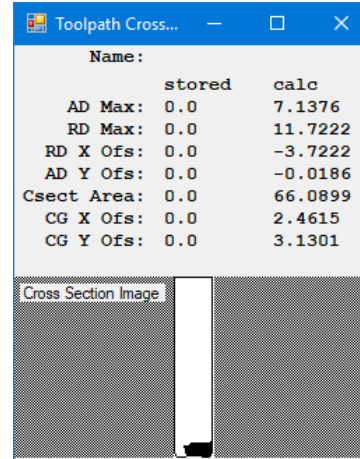 Toolpath Cross...
Name:
stored calc
AD Max: 0.0 7.1376
RD Max: 0.0 11.7222
RD X Ofs: 0.0 -3.7222
AD Y Ofs: 0.0 -0.0186
Csect Area: 0.0 66.0899
CG X Ofs: 0.0 2.4615
CG Y Ofs: 0.0 3.1301
Cross Section Image